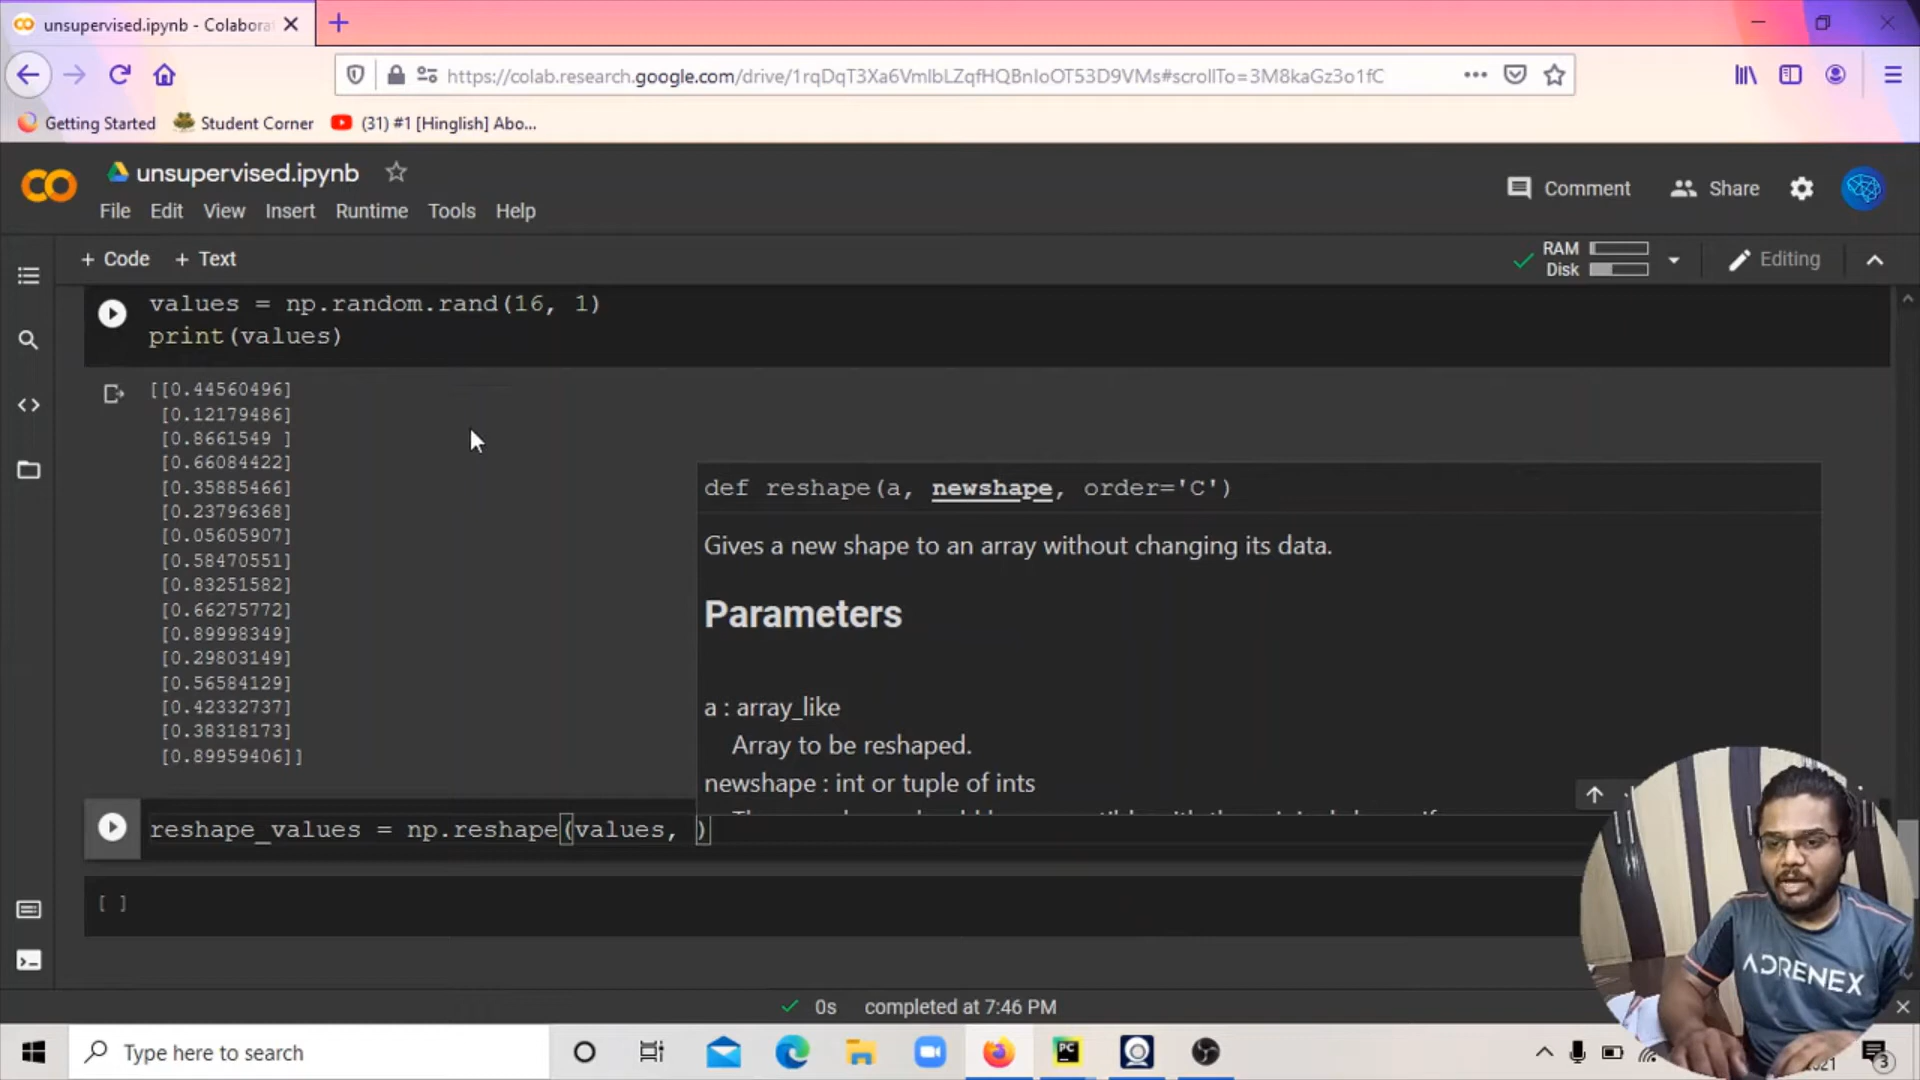 unsupervised.ipynb - Colabora
https://colab.research.google.com/drive/1rqDqT3Xa6VmlbLZqfHQBnIoOT53D9VMs#scrollTo=3M8kaGz3o1fC
Getting Started
Student Corner
(31) #1 [Hinglish] Abo...
unsupervised.ipynb
Comment
Share
File Edit View Insert Runtime Tools Help
+ Code + Text
RAM
Disk
Editing
values = np.random.rand(16, 1)
print(values)
[[0.44560496]
[0.12179486]
[0.8661549 ]
[0.66084422]
[0.35885466]
[0.23796368]
[0.05605907]
[0.58470551]
[0.83251582]
[0.66275772]
[0.89998349]
[0.29803149]
[0.56584129]
[0.42332737]
[0.38318173]
[0.89959406]]
def reshape(a, newshape, order='C')
Gives a new shape to an array without changing its data.
Parameters
a : array_like
Array to be reshaped.
newshape : int or tuple of ints
reshape_values = np.reshape(values, )
[ ]
ADRENEX
0s completed at 7:46 PM
Type here to search
PC
3